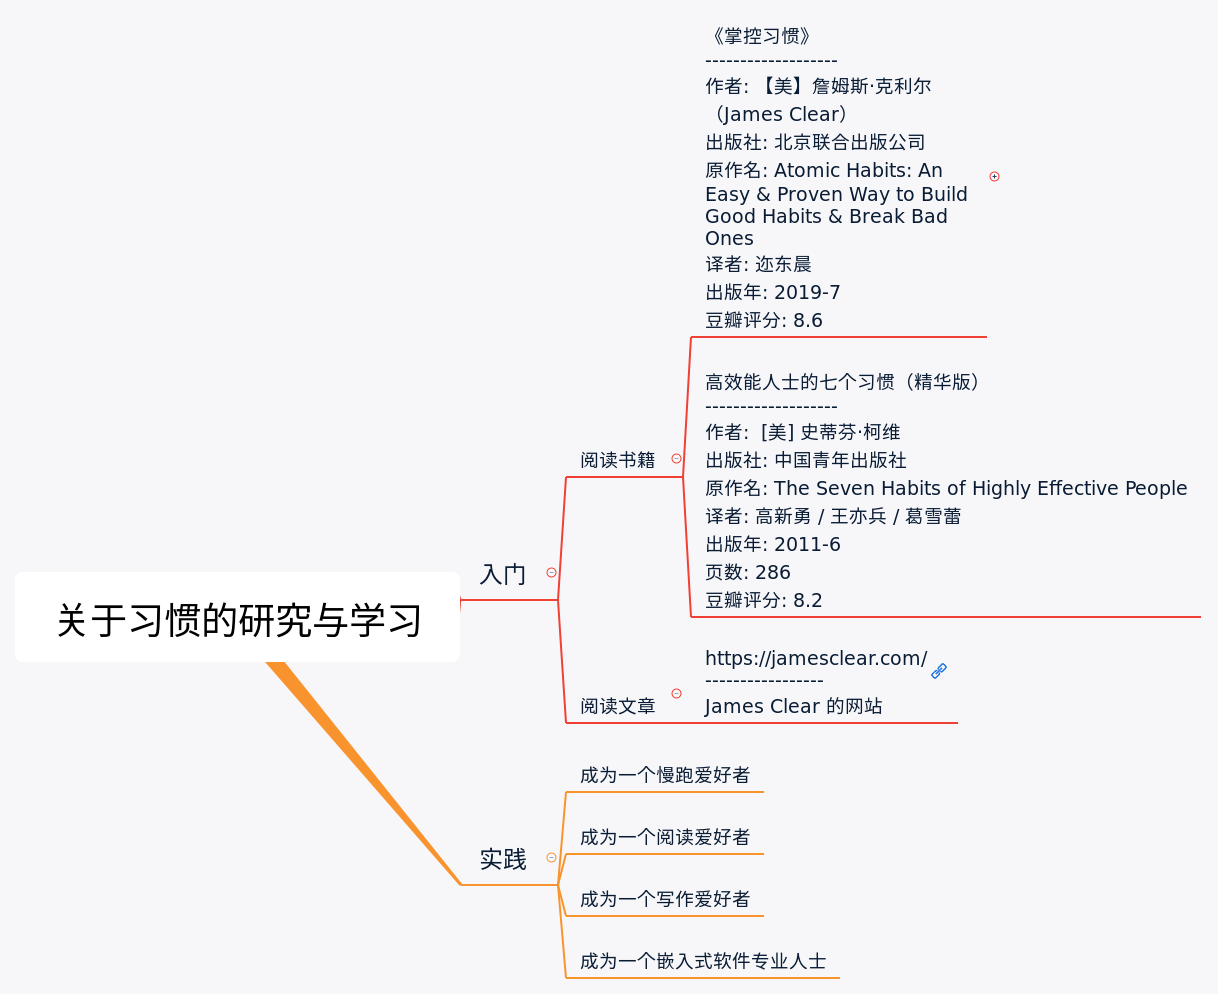 关于习惯的研究与学习
入门
阅读书籍
《掌控习惯》
-------------------
作者: 【美】詹姆斯·克利尔
（James Clear）
出版社: 北京联合出版公司
原作名: Atomic Habits: An
Easy & Proven Way to Build
Good Habits & Break Bad
Ones
译者: 迩东晨
出版年: 2019-7
豆瓣评分: 8.6
高效能人士的七个习惯（精华版）
-------------------
作者:  [美] 史蒂芬·柯维
出版社: 中国青年出版社
原作名: The Seven Habits of Highly Effective People
译者: 高新勇 / 王亦兵 / 葛雪蕾
出版年: 2011-6
页数: 286
豆瓣评分: 8.2
阅读文章
https://jamesclear.com/
-----------------
James Clear 的网站
实践
成为一个慢跑爱好者
成为一个阅读爱好者
成为一个写作爱好者
成为一个嵌入式软件专业人士